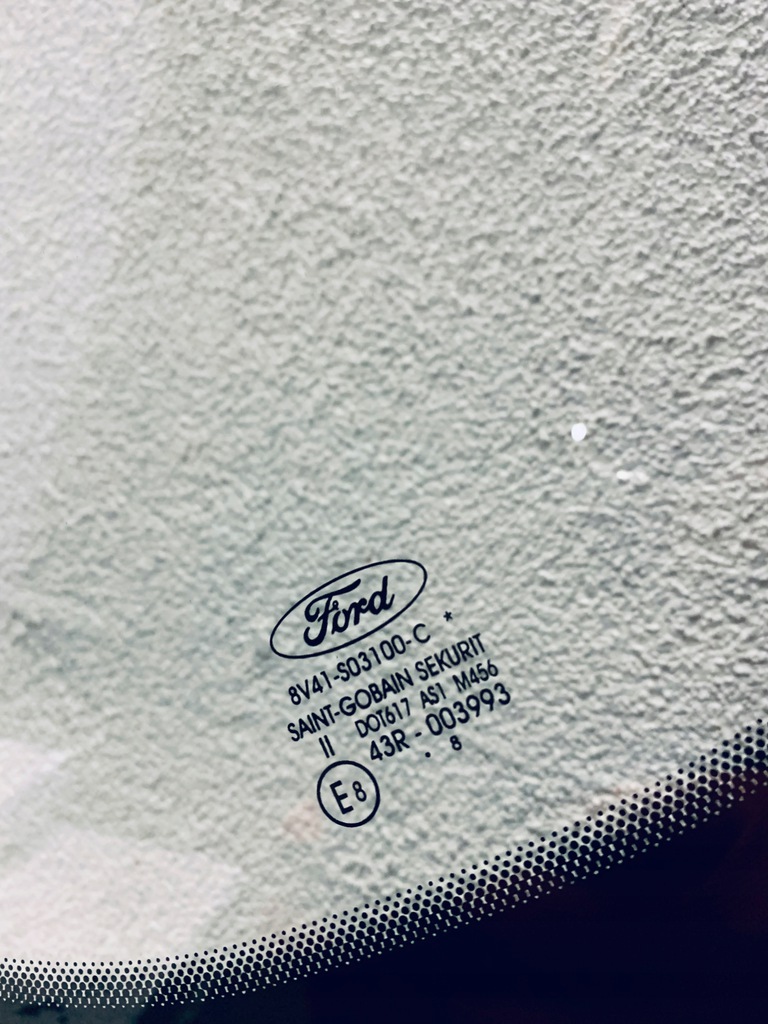 Ford
8V41-S03100-C *
SAINT-GOBAIN SEKURIT
II DOT617 AS1 M456
43R - 003993
. 8
E8